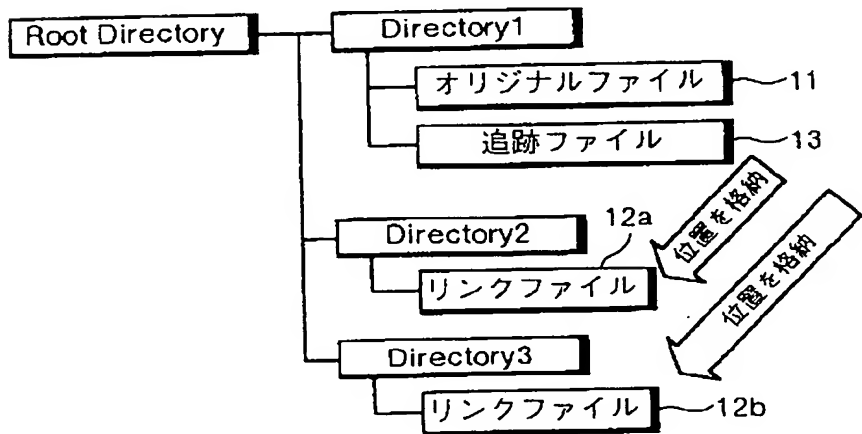 Root Directory
Directory1
オリジナルファイル
11
追跡ファイル
13
位置を格納
位置を格納
Directory2
12a
リンクファイル
Directory3
リンクファイル
12b